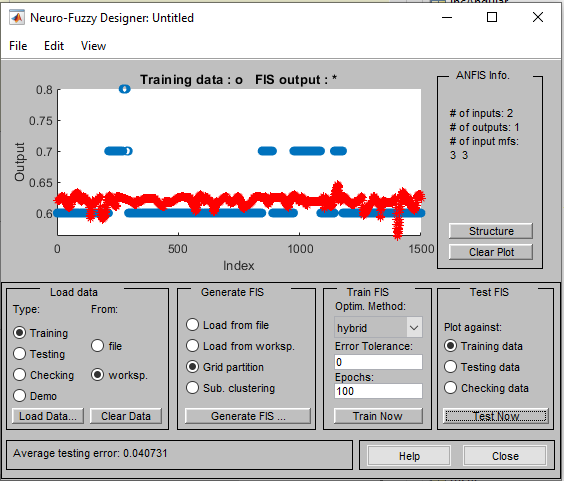 IncAngular
Neuro-Fuzzy Designer: Untitled
File Edit View
Training data : o FIS output : *
0.8
0.75
0.7
0.65
0.6
Output
0 500 1000 1500
Index
ANFIS Info.
# of inputs: 2
# of outputs: 1
# of input mfs:
3 3
Structure
Clear Plot
Load data
Type: From:
Training
Testing
Checking
Demo
file
worksp.
Load Data... Clear Data
Generate FIS
Load from file
Load from worksp.
Grid partition
Sub. clustering
Generate FIS ...
Train FIS
Optim. Method:
hybrid
Error Tolerance:
0
Epochs:
100
Train Now
Test FIS
Plot against:
Training data
Testing data
Checking data
Test Now
Average testing error: 0.040731
Help Close